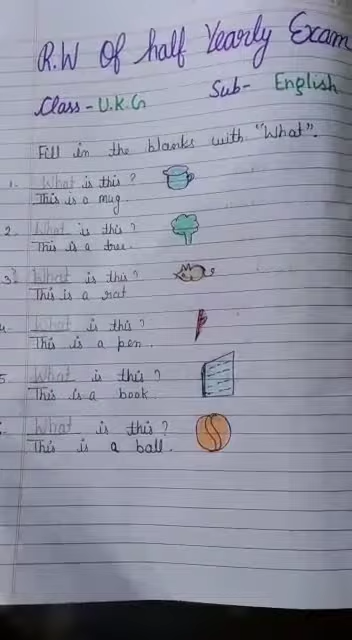 R.W Of half Yearly Exam
Class - U.K.G Sub- English
Fill in the blanks with "What".
1. What is this ?
This is a mug.
2. What is this ?
This is a tree.
3. What is this ?
This is a rat
4. What is this ?
This is a pen.
5. What is this ?
This is a book.
What is this ?
This is a ball.